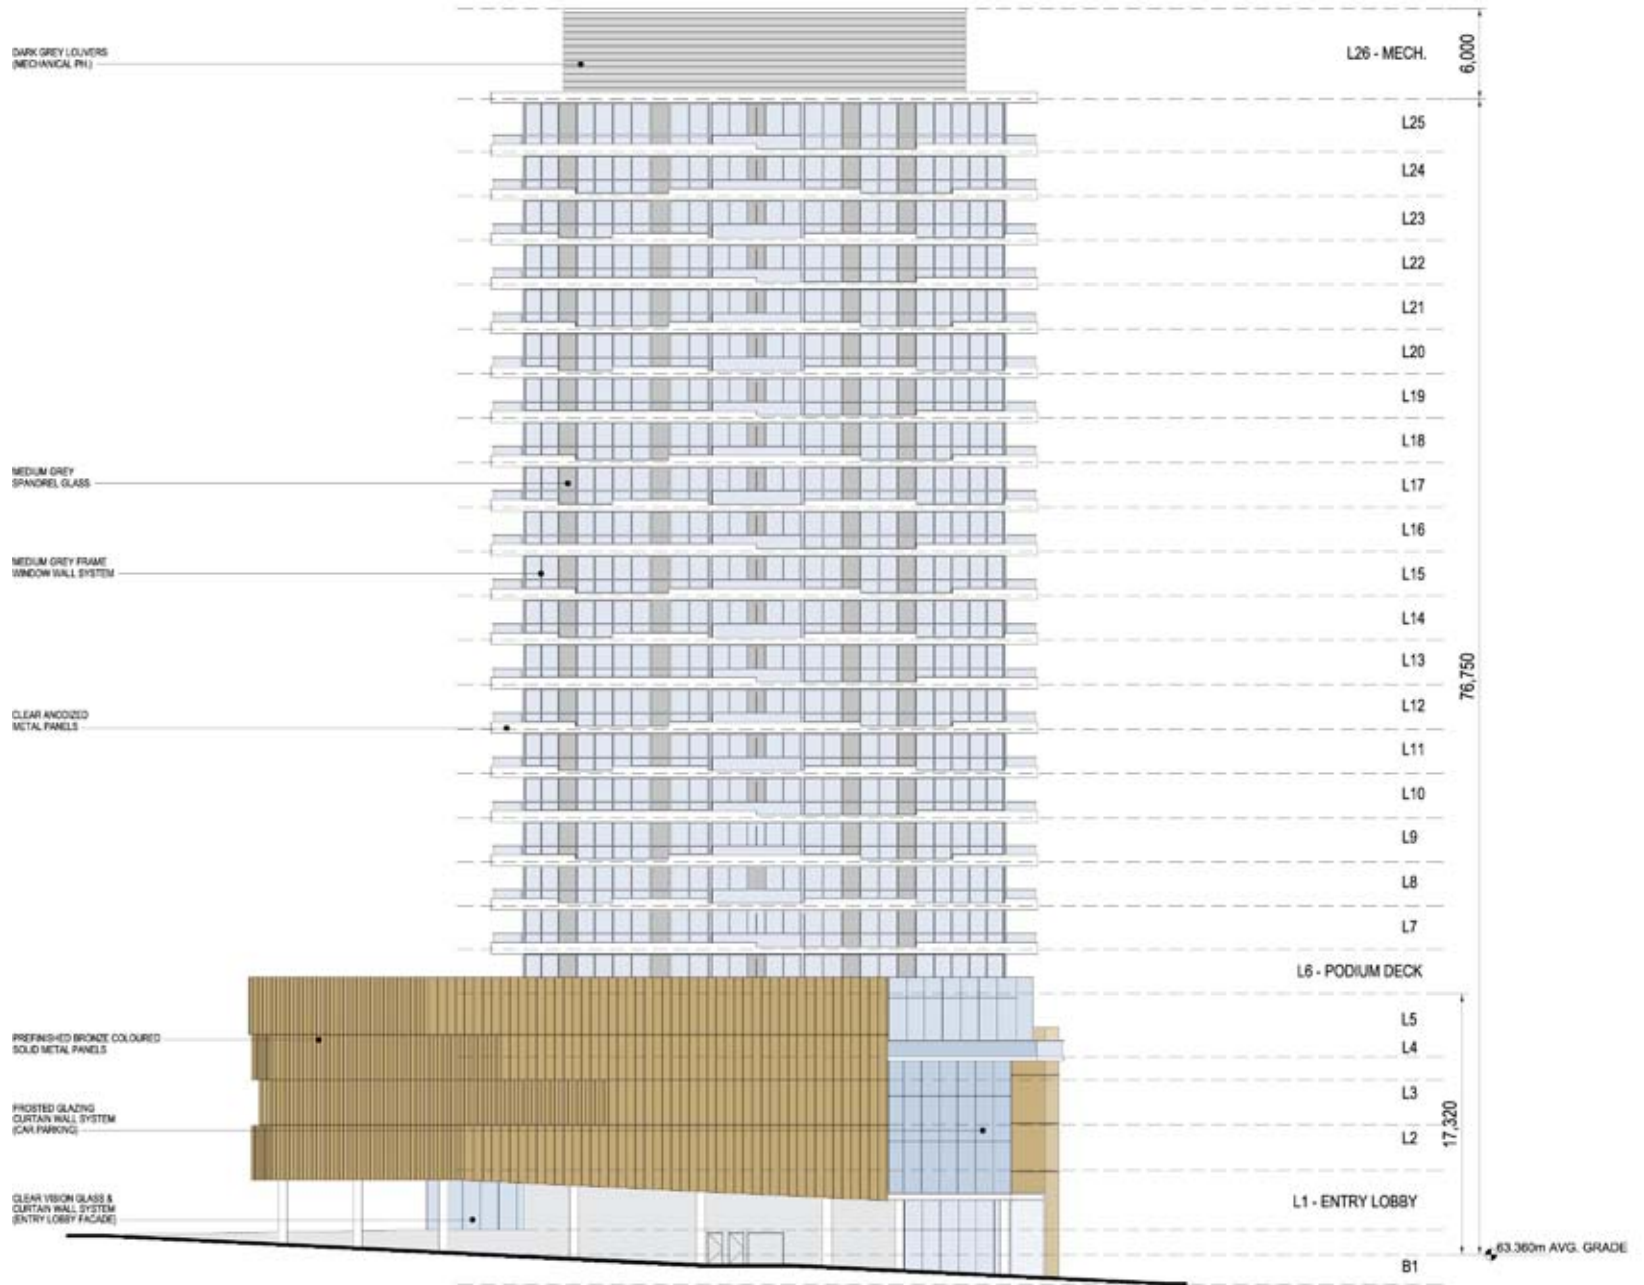 DARK GREY LOUVERS
(MECHANICAL PH.)
L26 - MECH.
6,000
L25
L24
L23
L22
L21
L20
L19
L18
MEDIUM GREY
SPANDREL GLASS
L17
L16
MEDIUM GREY FRAME
WINDOW WALL SYSTEM
L15
L14
L13
76,750
L12
CLEAR ANODIZED
METAL PANELS
L11
L10
L9
L8
L7
L6 - PODIUM DECK
L5
PREFINISHED BRONZE COLOURED
SOLID METAL PANELS
L4
L3
FROSTED GLAZING
CURTAIN WALL SYSTEM
(CAR PARKING)
L2
17,320
CLEAR VISION GLASS &
CURTAIN WALL SYSTEM
(ENTRY LOBBY FACADE)
L1 - ENTRY LOBBY
63.360m AVG. GRADE
B1